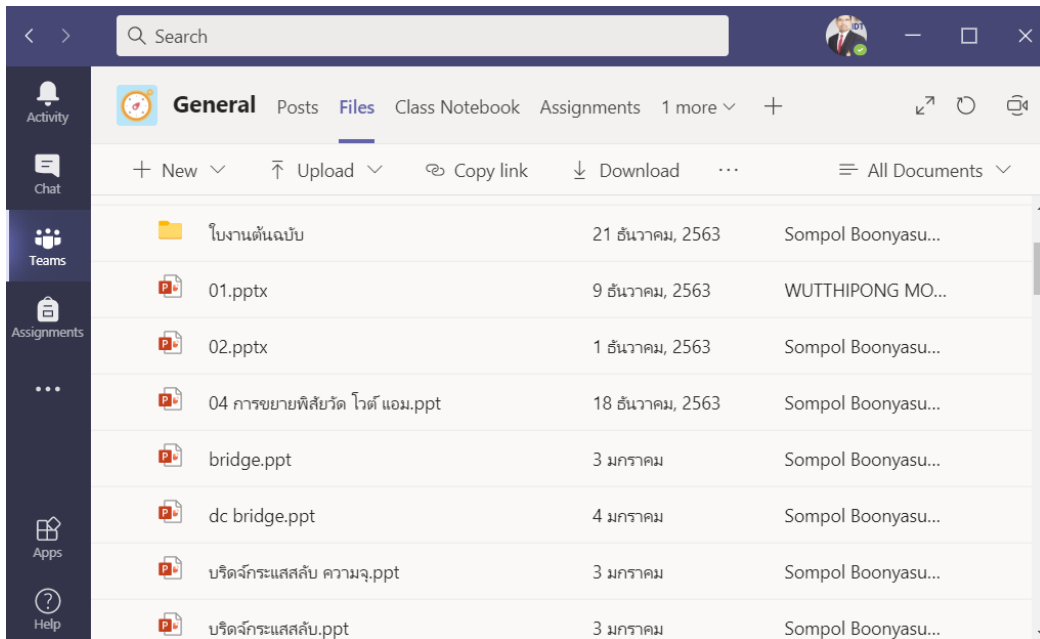 Search
IDT
Activity
Chat
Teams
Assignments
Apps
Help
General Posts Files Class Notebook Assignments 1 more
New Upload Copy link Download ... All Documents
ใบงานต้นฉบับ 21 ธันวาคม, 2563 Sompol Boonyasu...
01.pptx 9 ธันวาคม, 2563 WUTTHIPONG MO...
02.pptx 1 ธันวาคม, 2563 Sompol Boonyasu...
04 การขยายพิสัยวัด โวต์ แอม.ppt 18 ธันวาคม, 2563 Sompol Boonyasu...
bridge.ppt 3 มกราคม Sompol Boonyasu...
dc bridge.ppt 4 มกราคม Sompol Boonyasu...
บริดจ์กระแสสลับ ความจุ.ppt 3 มกราคม Sompol Boonyasu...
บริดจ์กระแสสลับ.ppt 3 มกราคม Sompol Boonyasu...